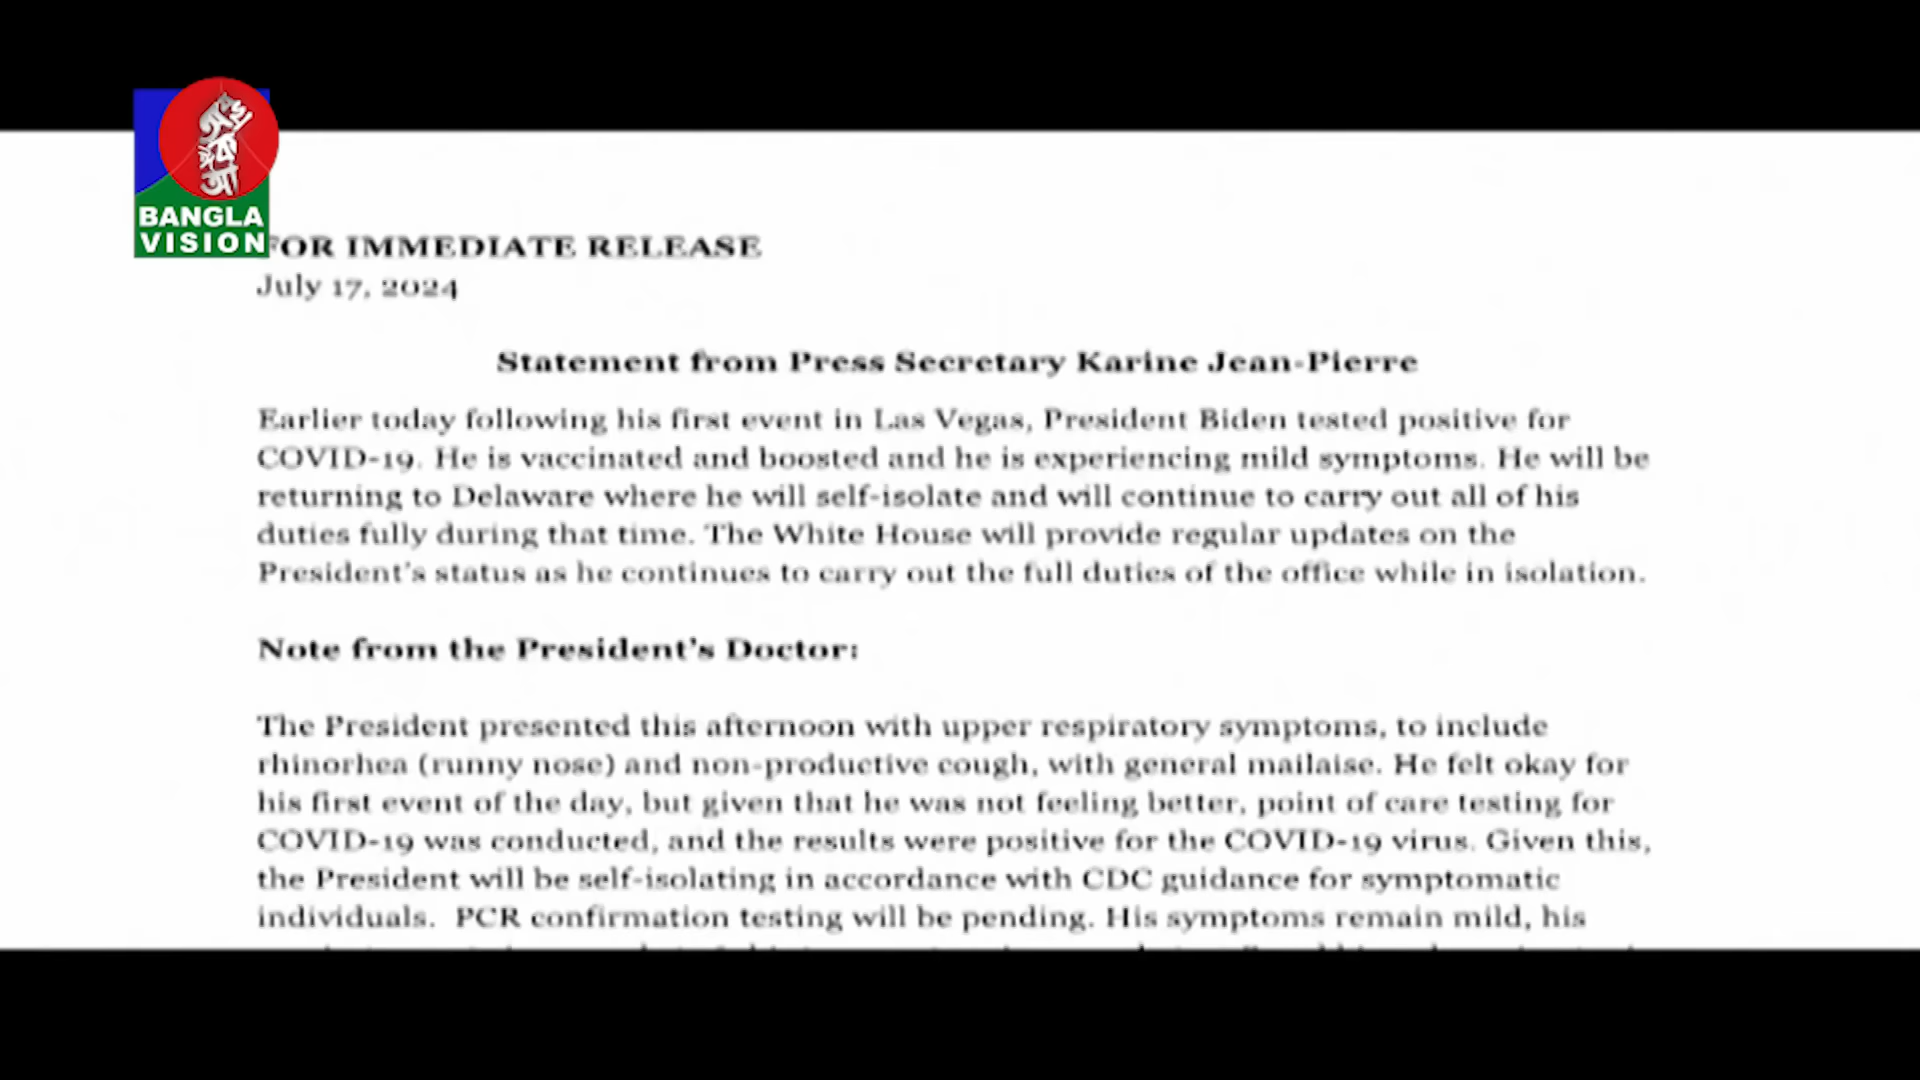 BANGLA
VISION
FOR IMMEDIATE RELEASE
July 17, 2024
Statement from Press Secretary Karine Jean-Pierre
Earlier today following his first event in Las Vegas, President Biden tested positive for
COVID-19. He is vaccinated and boosted and he is experiencing mild symptoms. He will be
returning to Delaware where he will self-isolate and will continue to carry out all of his
duties fully during that time. The White House will provide regular updates on the
President's status as he continues to carry out the full duties of the office while in isolation.
Note from the President's Doctor:
The President presented this afternoon with upper respiratory symptoms, to include
rhinorhea (runny nose) and non-productive cough, with general mailaise. He felt okay for
his first event of the day, but given that he was not feeling better, point of care testing for
COVID-19 was conducted, and the results were positive for the COVID-19 virus. Given this,
the President will be self-isolating in accordance with CDC guidance for symptomatic
individuals. PCR confirmation testing will be pending. His symptoms remain mild, his